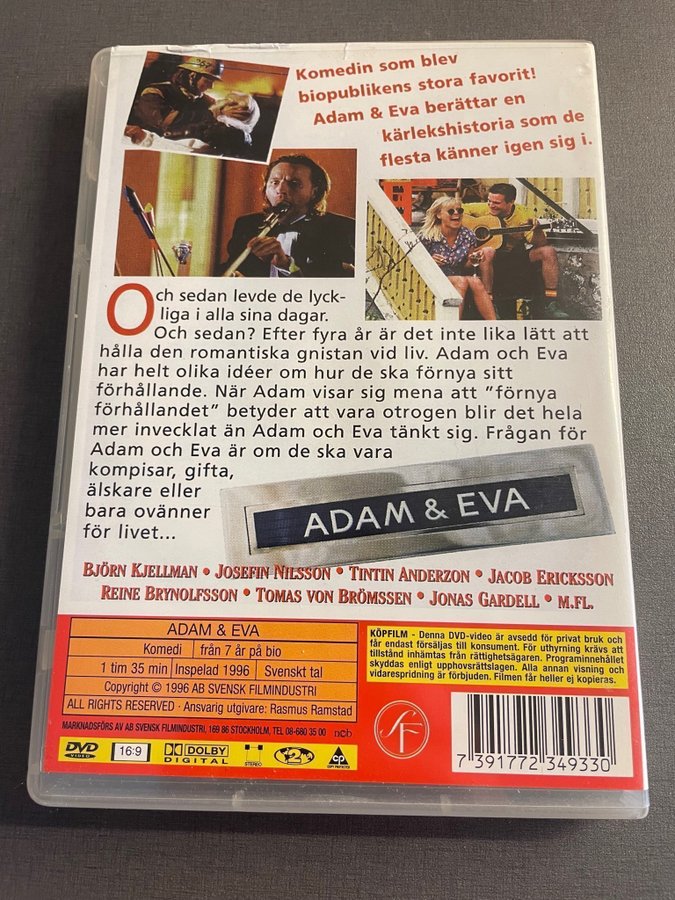 Komedin som blev
biopublikens stora favorit!
Adam & Eva berättar en
kärlekshistoria som de
flesta känner igen sig i.
Och sedan levde de lyck-
liga i alla sina dagar.
Och sedan? Efter fyra år är det inte lika lätt att
hålla den romantiska gnistan vid liv. Adam och Eva
har helt olika idéer om hur de ska förnya sitt
förhållande. När Adam visar sig mena att ”förnya
förhållandet” betyder att vara otrogen blir det hela
mer invecklat än Adam och Eva tänkt sig. Frågan för
Adam och Eva är om de ska vara
kompisar, gifta,
älskare eller
bara ovänner
för livet...
ADAM & EVA
BJÖRN KJELLMAN • JOSEFIN NILSSON • TINTIN ANDERZON • JACOB ERICKSSON
REINE BRYNOLFSSON • TOMAS VON BRÖMSSEN • JONAS GARDELL • M.FL.
ADAM & EVA
Komedi från 7 år på bio
1 tim 35 min Inspelad 1996 Svenskt tal
Copyright © 1996 AB SVENSK FILMINDUSTRI
ALL RIGHTS RESERVED · Ansvarig utgivare: Rasmus Ramstad
MARKNADSFÖRS AV AB SVENSK FILMINDUSTRI, 169 86 STOCKHOLM, TEL 08-680 35 00 ncb
KÖPFILM - Denna DVD-video är avsedd för privat bruk och
får endast försäljas till konsument. För uthyrning krävs att
tillstånd inhämtas från rättighetsägaren. Programinnehållet
skyddas enligt upphovsrättslagen. All annan visning och
vidarespridning är förbjuden. Filmen får heller ej kopieras.
DVD VIDEO 16:9 DOLBY DIGITAL STEREO 2 cp
SF
7 391772 349330